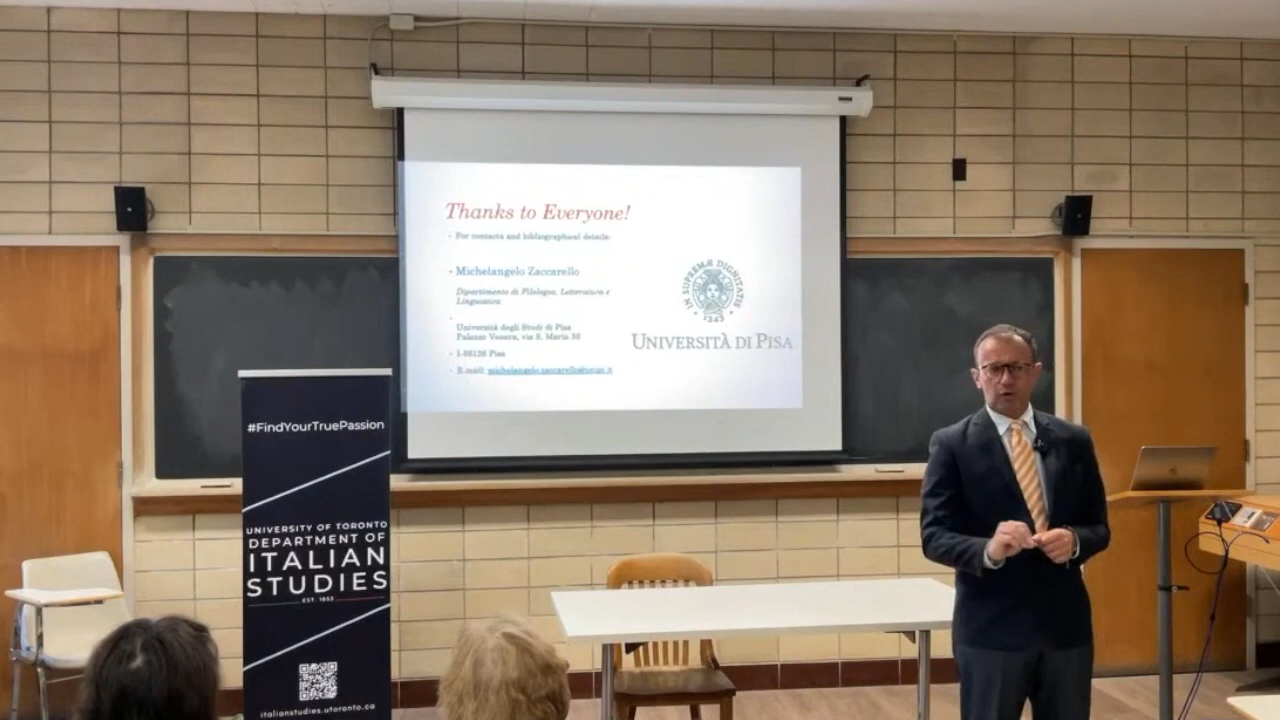 Thanks to Everyone!
For contacts and bibliographical details:
Michelangelo Zaccarello
Dipartimento di Filologia, Letteratura e
Linguistica
Università degli Studi di Pisa
Palazzo Venera, via S. Maria 36
I-56126 Pisa
E.mail: michelangelo.zaccarello@unipi.it
IN SUPREMÆ DIGNITATIS
1343
UNIVERSITÀ DI PISA
#FindYourTruePassion
UNIVERSITY OF TORONTO
DEPARTMENT OF
ITALIAN
STUDIES
EST. 1853
italianstudies.utoronto.ca